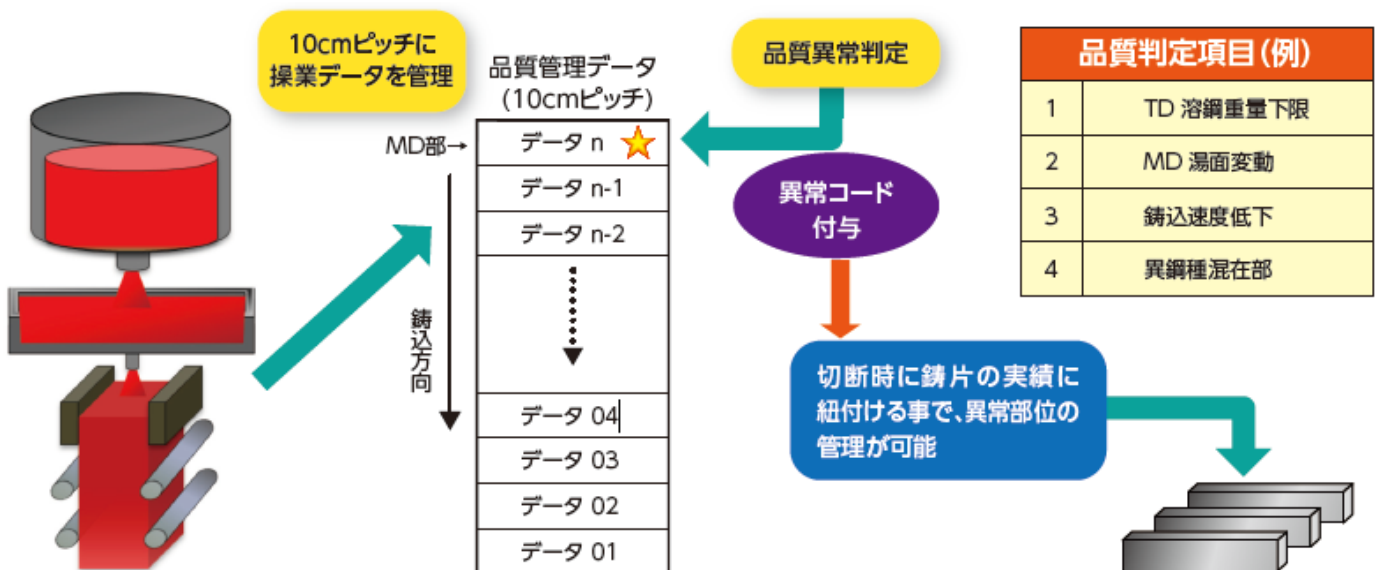 10cmピッチに
操業データを管理
品質管理データ
(10cmピッチ)
MD部→
データ n
データ n-1
データ n-2
データ 04
データ 03
データ 02
データ 01
鋳込方向
品質異常判定
異常コード
付与
切断時に鋳片の実績に
紐付ける事で、異常部位の
管理が可能
品質判定項目(例)
1 TD 溶鋼重量下限
2 MD 湯面変動
3 鋳込速度低下
4 異鋼種混在部